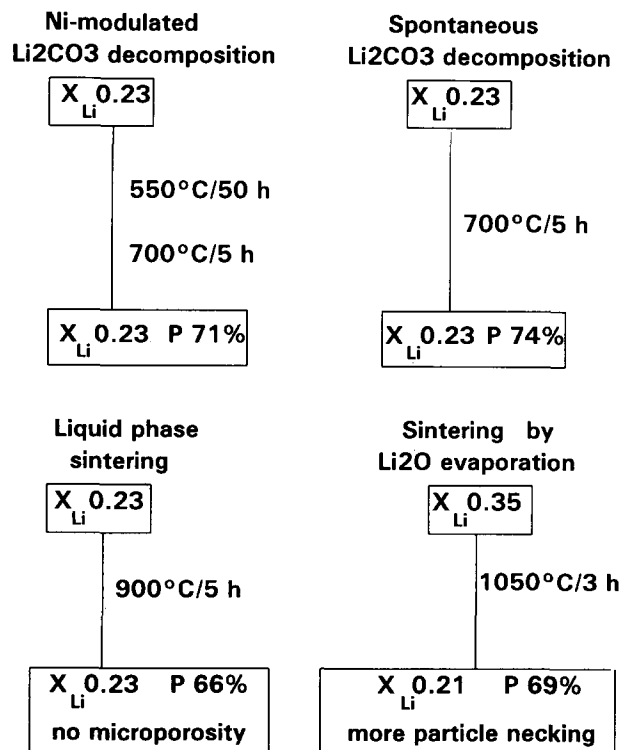 Ni-modulated
Li2CO3 decomposition
X Li 0.23
550°C/50 h
700°C/5 h
X Li 0.23 P 71%
Spontaneous
Li2CO3 decomposition
X Li 0.23
700°C/5 h
X Li 0.23 P 74%
Liquid phase
sintering
X Li 0.23
900°C/5 h
X Li 0.23 P 66%
no microporosity
Sintering by
Li2O evaporation
X Li 0.35
1050°C/3 h
X Li 0.21 P 69%
more particle necking